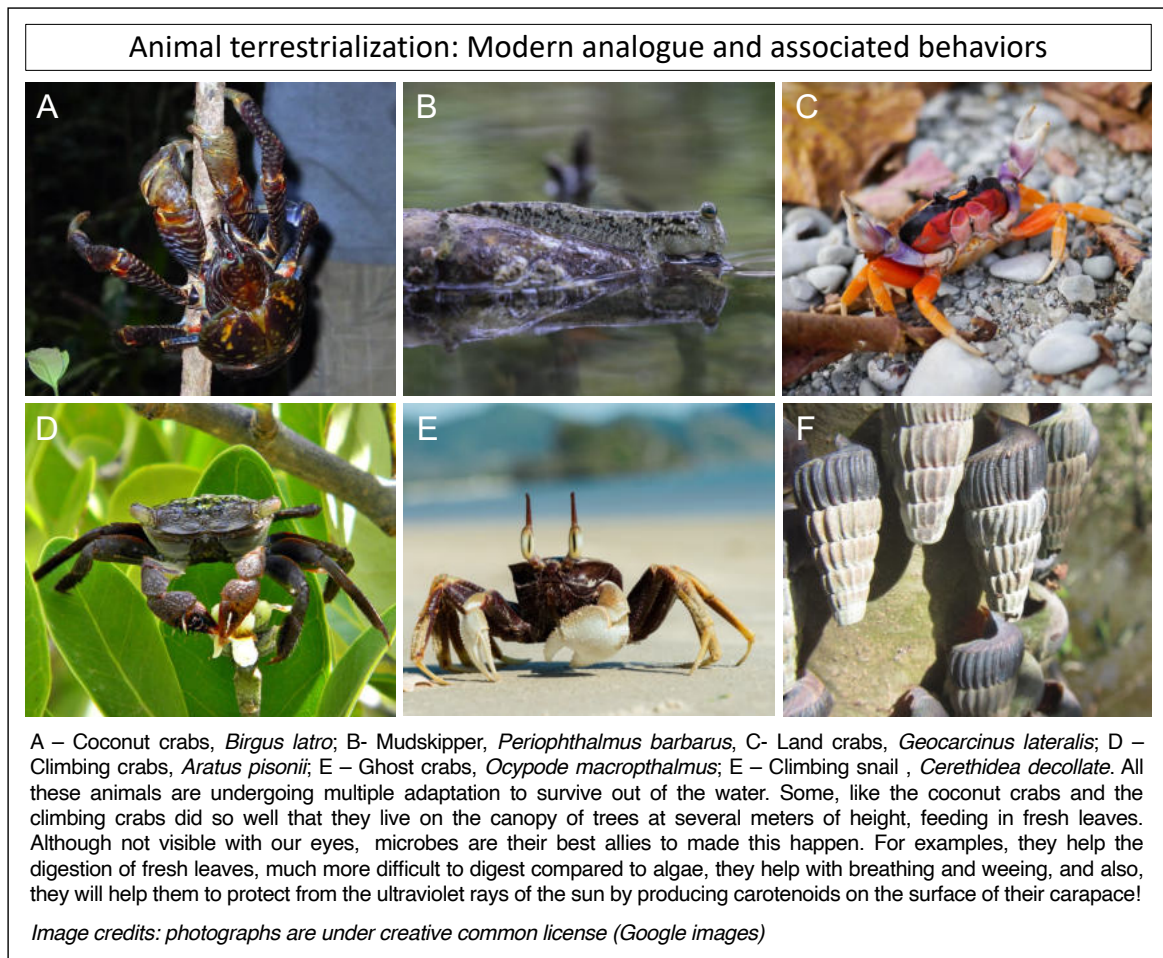 Animal terrestrialization: Modern analogue and associated behaviors
A
B
C
D
E
F
A – Coconut crabs, Birgus latro; B- Mudskipper, Periophthalmus barbarus, C- Land crabs, Geocarcinus lateralis; D –
Climbing crabs, Aratus pisonii; E – Ghost crabs, Ocypode macropthalmus; E – Climbing snail , Cerethidea decollate. All
these animals are undergoing multiple adaptation to survive out of the water. Some, like the coconut crabs and the
climbing crabs did so well that they live on the canopy of trees at several meters of height, feeding in fresh leaves.
Although not visible with our eyes, microbes are their best allies to made this happen. For examples, they help the
digestion of fresh leaves, much more difficult to digest compared to algae, they help with breathing and weeing, and also,
they will help them to protect from the ultraviolet rays of the sun by producing carotenoids on the surface of their carapace!
Image credits: photographs are under creative common license (Google images)